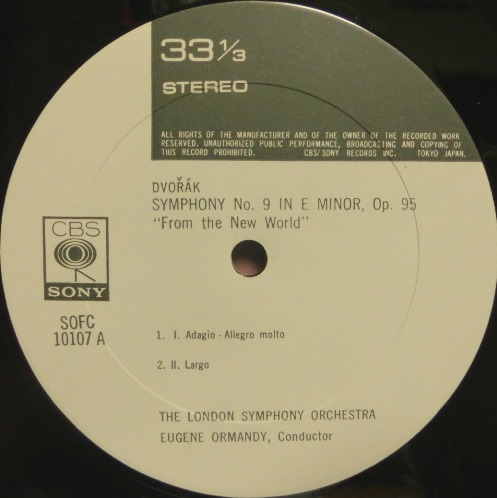 33 1/3
STEREO
ALL RIGHTS OF THE MANUFACTURER AND OF THE OWNER OF THE RECORDED WORK
RESERVED. UNAUTHORIZED PUBLIC PERFORMANCE, BROADCASTING AND COPYING OF
THIS RECORD PROHIBITED. CBS/SONY RECORDS INC. TOKYO JAPAN.
DVOŘÁK
SYMPHONY No. 9 IN E MINOR, Op. 95
"From the New World"
CBS
SONY
SOFC
10107 A
1. I. Adagio - Allegro molto
2. II. Largo
THE LONDON SYMPHONY ORCHESTRA
EUGENE ORMANDY, Conductor